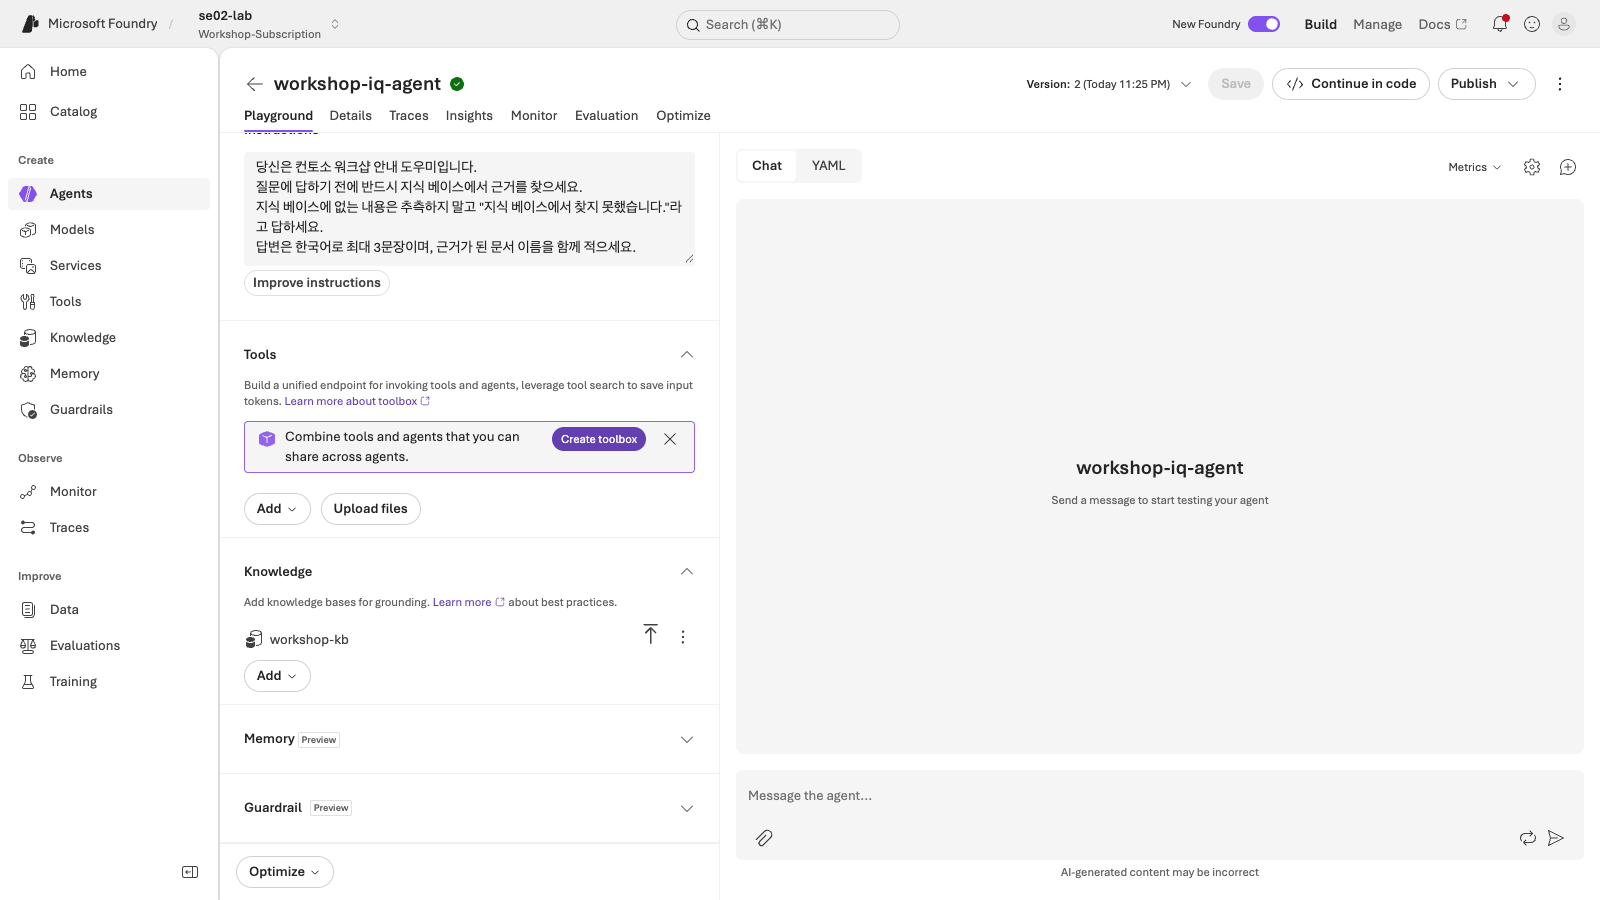 Microsoft Foundry
/
se02-lab
Workshop-Subscription
Search (⌘K)
New Foundry
Build
Manage
Docs
Home
Catalog
Create
Agents
Models
Services
Tools
Knowledge
Memory
Guardrails
Observe
Monitor
Traces
Improve
Data
Evaluations
Training
workshop-iq-agent
Version: 2 (Today 11:25 PM)
Save
Continue in code
Publish
Playground
Details
Traces
Insights
Monitor
Evaluation
Optimize
Instructions
당신은 컨토소 워크샵 안내 도우미입니다.
질문에 답하기 전에 반드시 지식 베이스에서 근거를 찾으세요.
지식 베이스에 없는 내용은 추측하지 말고 "지식 베이스에서 찾지 못했습니다."라
고 답하세요.
답변은 한국어로 최대 3문장이며, 근거가 된 문서 이름을 함께 적으세요.
Improve instructions
Tools
Build a unified endpoint for invoking tools and agents, leverage tool search to save input
tokens. Learn more about toolbox
Combine tools and agents that you can
share across agents.
Create toolbox
Add
Upload files
Knowledge
Add knowledge bases for grounding. Learn more about best practices.
workshop-kb
Add
Memory Preview
Guardrail Preview
Optimize
Chat
YAML
Metrics
workshop-iq-agent
Send a message to start testing your agent
Message the agent...
AI-generated content may be incorrect